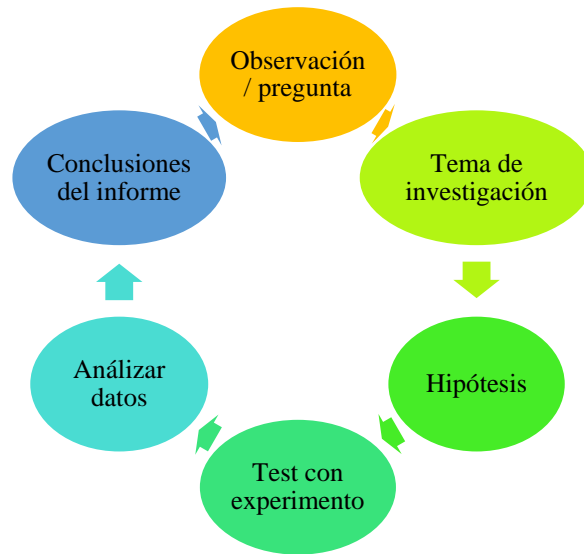 Observación
/ pregunta
Tema de
investigación
Hipótesis
Test con
experimento
Análizar
datos
Conclusiones
del informe